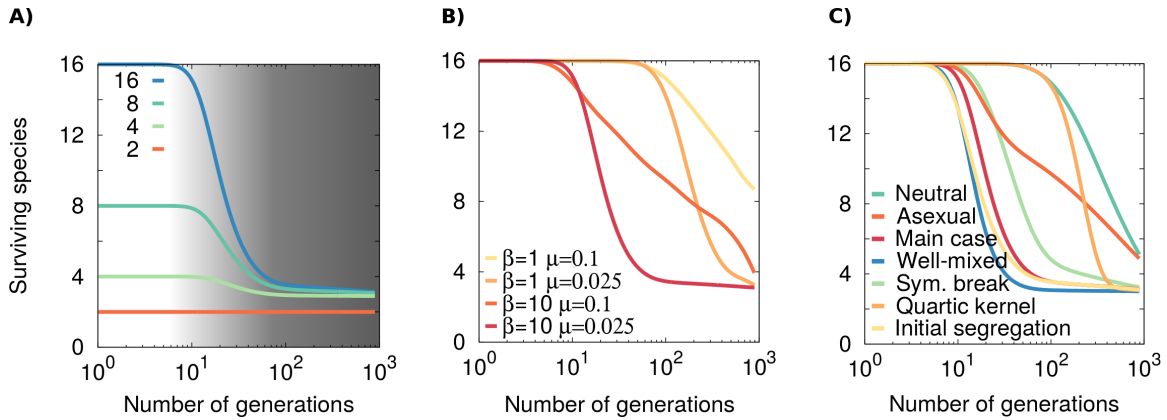 A)
Surviving species
16
12
8
4
0
16
8
4
2
10^0
10^1
10^2
10^3
Number of generations
B)
16
12
8
4
0
β=1 μ=0.1
β=1 μ=0.025
β=10 μ=0.1
β=10 μ=0.025
10^0
10^1
10^2
10^3
Number of generations
C)
16
12
8
4
0
Neutral
Asexual
Main case
Well-mixed
Sym. break
Quartic kernel
Initial segregation
10^0
10^1
10^2
10^3
Number of generations